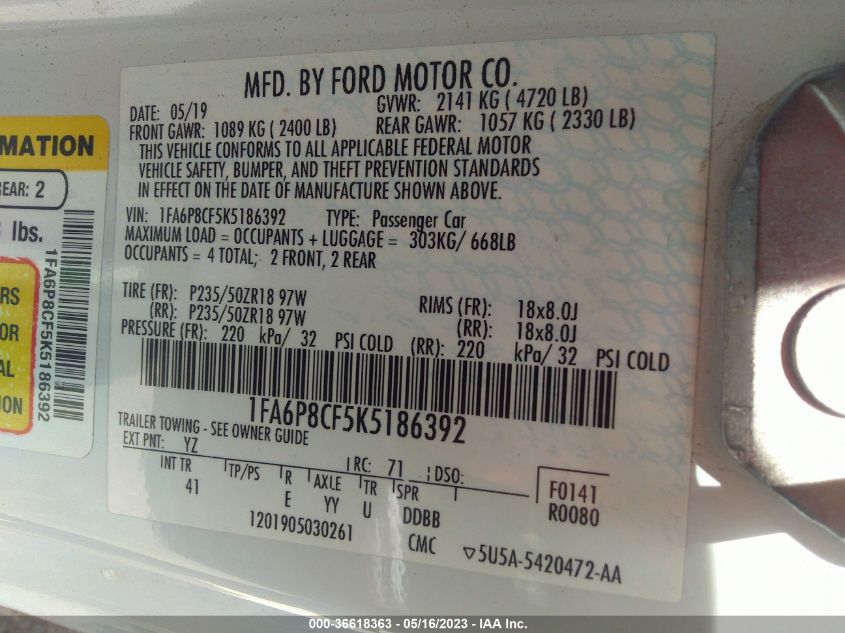 MFD. BY FORD MOTOR CO.
DATE: 05/19 GVWR: 2141 KG ( 4720 LB)
FRONT GAWR: 1089 KG ( 2400 LB) REAR GAWR: 1057 KG ( 2330 LB)
THIS VEHICLE CONFORMS TO ALL APPLICABLE FEDERAL MOTOR
VEHICLE SAFETY, BUMPER, AND THEFT PREVENTION STANDARDS
IN EFFECT ON THE DATE OF MANUFACTURE SHOWN ABOVE.
VIN: 1FA6P8CF5K5186392 TYPE: Passenger Car
MAXIMUM LOAD = OCCUPANTS + LUGGAGE = 303KG/ 668LB
OCCUPANTS = 4 TOTAL; 2 FRONT, 2 REAR
TIRE (FR): P235/50ZR18 97W RIMS (FR): 18x8.0J
(RR): P235/50ZR18 97W (RR): 18x8.0J
PRESSURE (FR): 220 kPa/ 32 PSI COLD (RR): 220 kPa/ 32 PSI COLD
1FA6P8CF5K5186392
TRAILER TOWING - SEE OWNER GUIDE
EXT PNT: YZ RC: 71 DSO:
INT TR TP/PS R AXLE TR SPR
41 E YY U DDBB
F0141
R0080
1201905030261 CMC ▽5U5A-5420472-AA
MATION
REAR: 2
lbs.
1FA6P8CF5K5186392
RS
OR
AL
ION
000-36618363 - 05/16/2023 - IAA Inc.